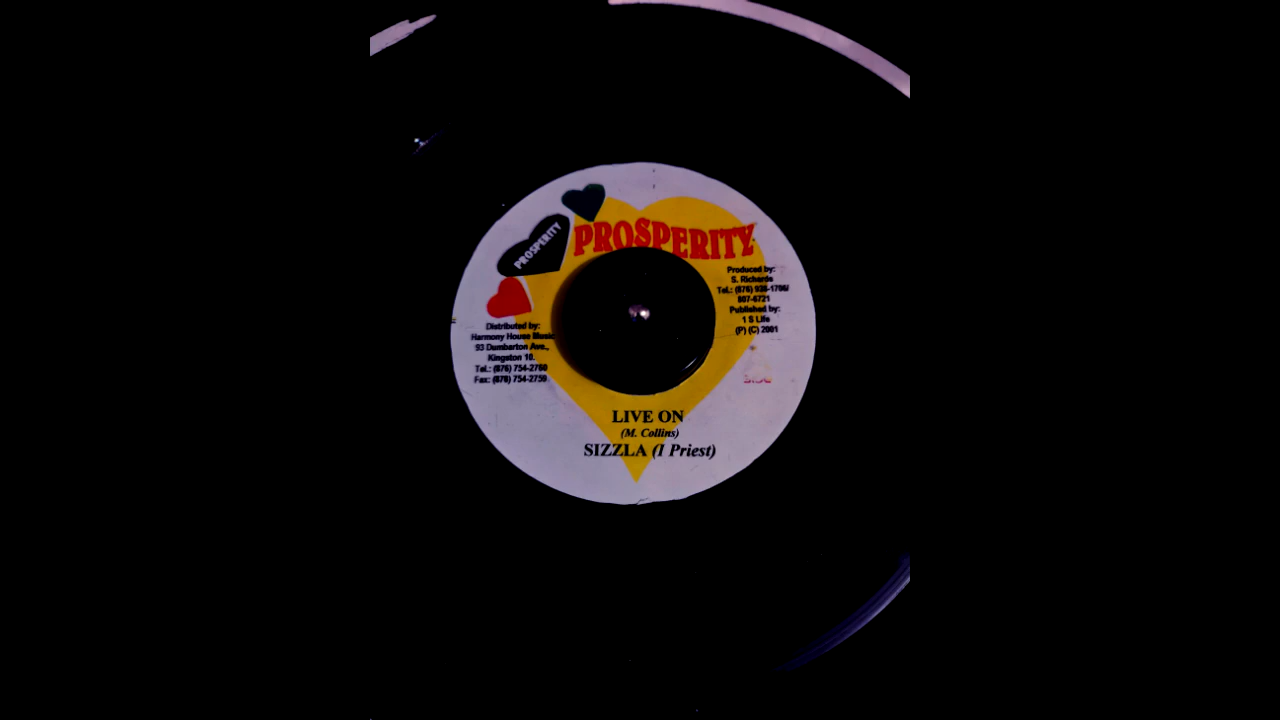 PROSPERITY
PROSPERITY
Produced by:
S. Richards
Tel.: (876) 938-1706/
807-6721
Published by:
1 S Life
(P) (C) 2001
Distributed by:
Harmony House Music
93 Dumbarton Ave.,
Kingston 10.
Tel.: (876) 754-2760
Fax: (876) 754-2759
LIVE ON
(M. Collins)
SIZZLA (I Priest)